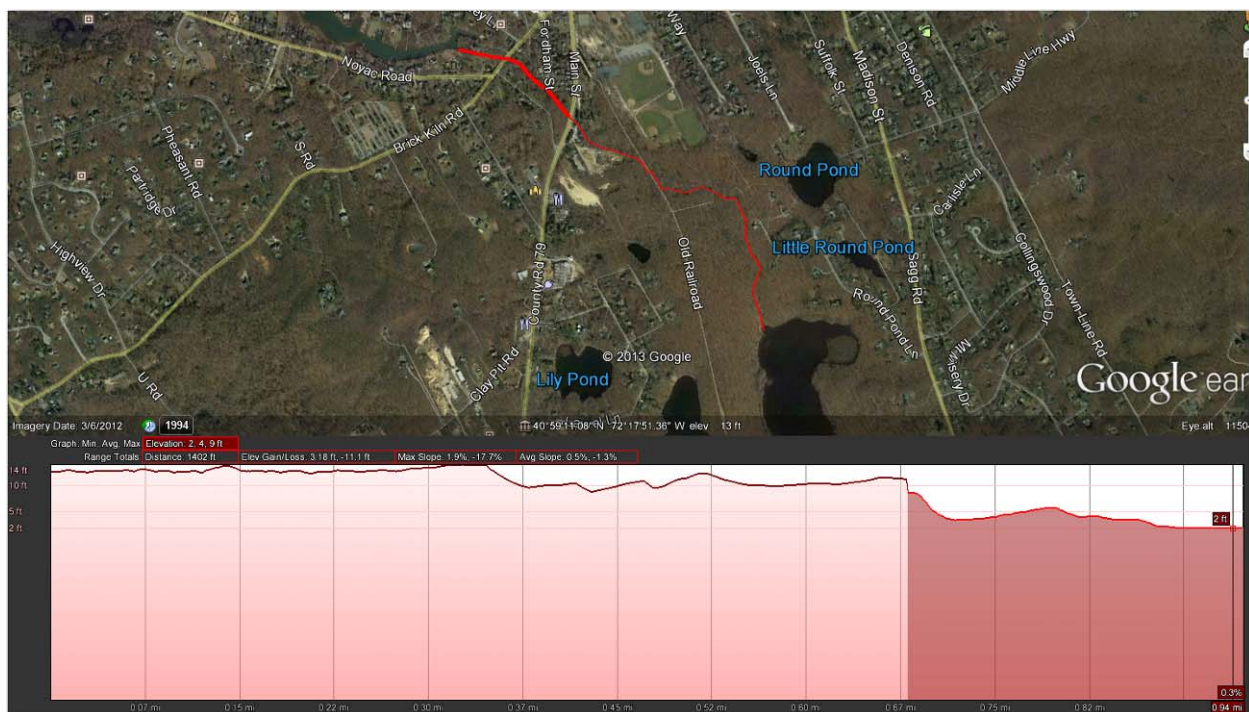 ey Ln
Way
Fordham St
Main St
Noyac Road
Joels Ln
Suffolk St
Madison St
Denison Rd
Middle Line Hwy
Brick Kiln Rd
S-Rd
Pheasant Rd
Partridge Dr
Round Pond
Carlisle Ln
Highview Dr
County Rd 79
Old Railroad
Little Round Pond
Sagg Rd
Collingswood Dr
Town Line Rd
Round Pond Ln
© 2013 Google
Clay Pit Rd
Lily Pond
U Rd
Misery Dr
Google ear
Imagery Date: 3/6/2012
1994
40°59'11.08" N 72°17'51.36" W elev 13 ft
Eye alt 1150
Graph: Min, Avg, Max Elevation: 2, 4, 9 ft
Range Totals: Distance: 1402 ft Elev Gain/Loss: 3.18 ft, -11.1 ft Max Slope: 1.9%, -17.7% Avg Slope: 0.5%, -1.3%
14 ft
10 ft
5 ft
2 ft
2 ft
0.3%
0.07 mi 0.15 mi 0.22 mi 0.30 mi 0.37 mi 0.45 mi 0.52 mi 0.60 mi 0.67 mi 0.75 mi 0.82 mi 0.94 mi